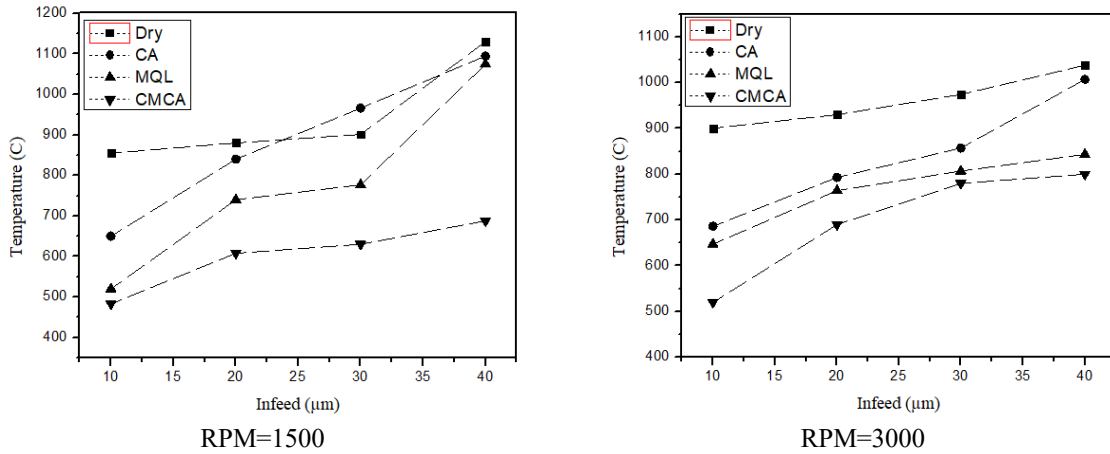 1200
1100
1000
900
800
700
600
500
400
Temperature (C)
Dry
CA
MQL
CMCA
10 15 20 25 30 35 40
Infeed (µm)
RPM=1500
1100
1000
900
800
700
600
500
400
Temperature (C)
Dry
CA
MQL
CMCA
10 15 20 25 30 35 40
Infeed (µm)
RPM=3000